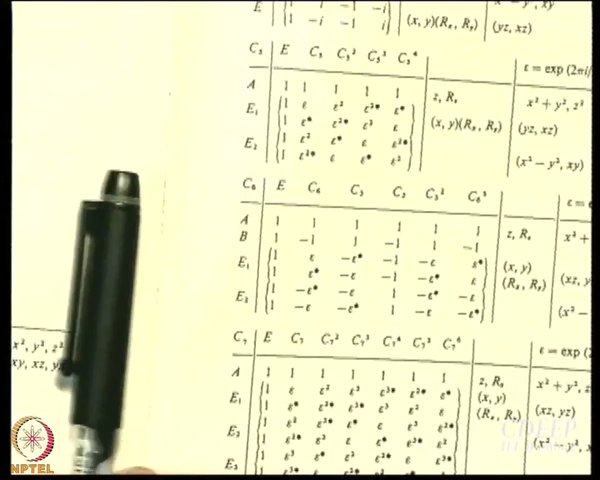 E 1 i -1 -i
1 -i -1 i (x, y)(Rx, Ry) (yz, xz)
C5 E C5 C5² C5³ C5⁴ ε = exp (2πi/
A 1 1 1 1 1 z, Rz x² + y², z²
E1 1 ε ε² ε²* ε*
1 ε* ε²* ε² ε (x, y)(Rx, Ry) (yz, xz)
E2 1 ε² ε* ε ε²*
1 ε²* ε ε* ε² (x² − y², xy)
C6 E C6 C3 C2 C3² C6⁵ ε = e
A 1 1 1 1 1 1 z, Rz x² +
B 1 -1 1 -1 1 -1
E1 1 ε -ε* -1 -ε ε* (x, y) (xz, y
1 ε* -ε -1 -ε* ε (Rx, Ry)
E2 1 -ε* -ε 1 -ε* -ε (x² −
1 -ε -ε* 1 -ε -ε*
C7 E C7 C7² C7³ C7⁴ C7⁵ C7⁶ ε = exp (2
A 1 1 1 1 1 1 1 z, Rz x² + y², z
E1 1 ε ε² ε³ ε³* ε²* ε* (x, y)
1 ε* ε²* ε³* ε³ ε² ε (Rx, Ry) (xz, yz)
E2 1 ε² ε³* ε* ε ε³ ε²*
1 ε²* ε³ ε ε* ε³* ε² (x² − y², x
E3
x², y², z²
xy, xz, y
NPTEL
CDEEP